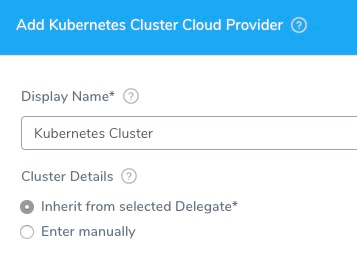 Add Kubernetes Cluster Cloud Provider ?
Display Name* ?
Kubernetes Cluster
Cluster Details ?
Inherit from selected Delegate*
Enter manually